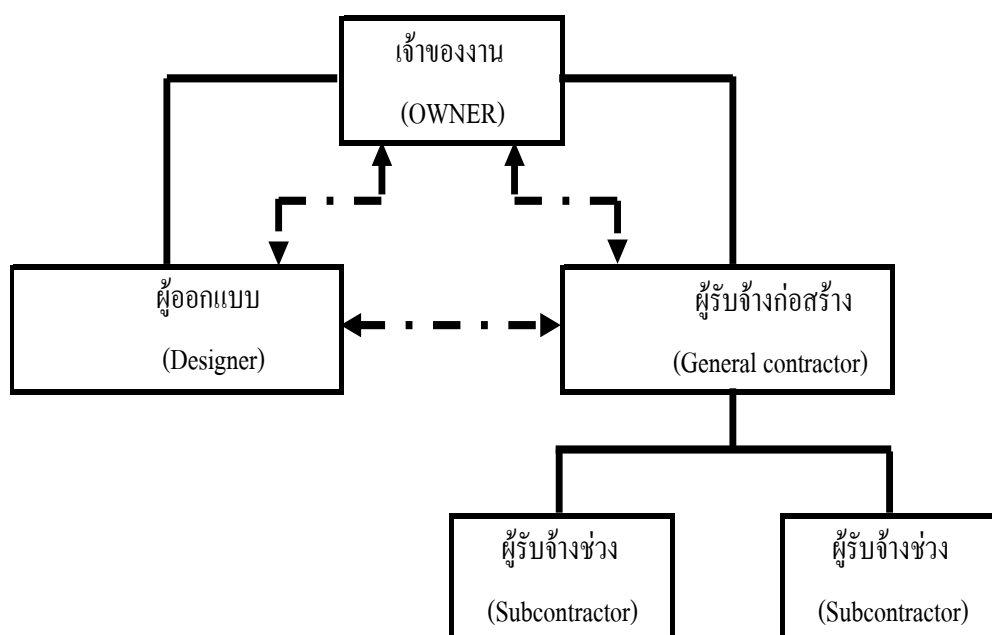 เจ้าของงาน
(OWNER)
ผู้ออกแบบ
(Designer)
ผู้รับจ้างก่อสร้าง
(General contractor)
ผู้รับจ้างช่วง
(Subcontractor)
ผู้รับจ้างช่วง
(Subcontractor)